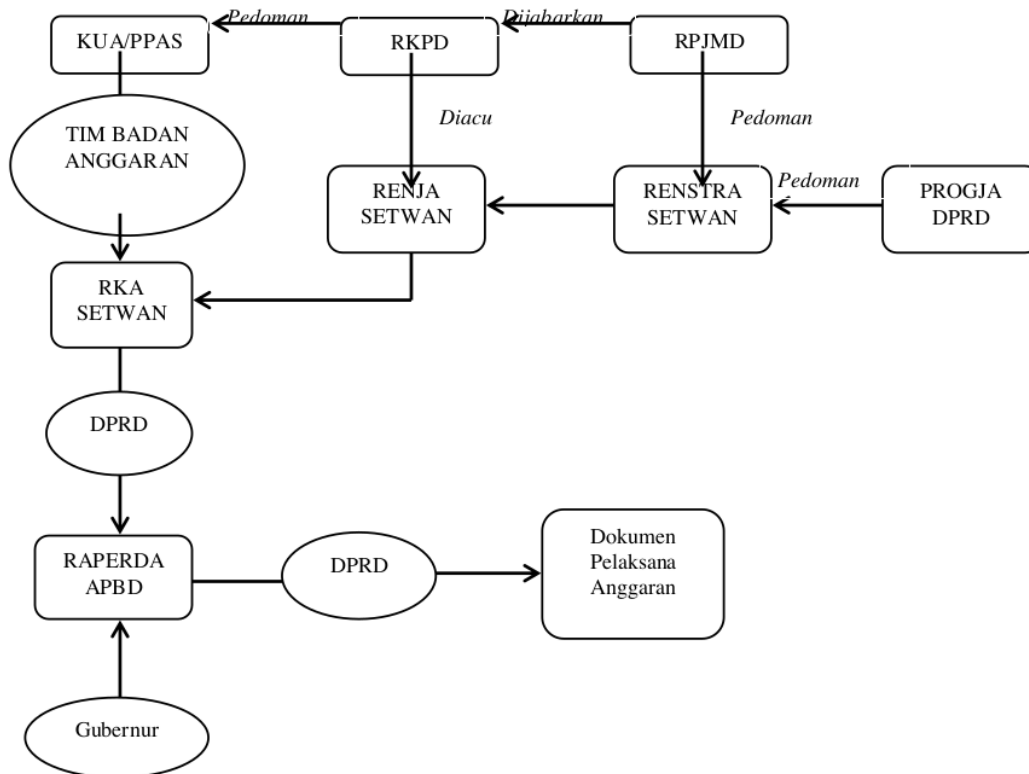 Pedoman
Dijabarkan
KUA/PPAS
RKPD
RPJMD
Diacu
Pedoman
TIM BADAN
ANGGARAN
RENJA
SETWAN
RENSTRA
SETWAN
Pedoman
PROGJA
DPRD
RKA
SETWAN
DPRD
RAPERDA
APBD
DPRD
Dokumen
Pelaksana
Anggaran
Gubernur